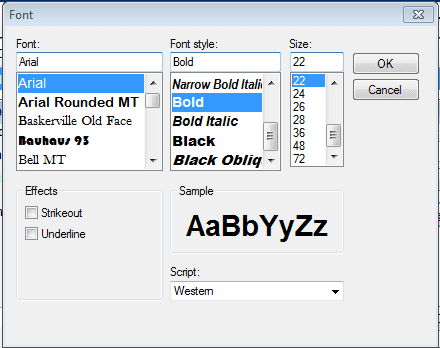 Font
Font:
Arial
Arial
Arial Rounded MT
Baskerville Old Face
Bauhaus 93
Bell MT
Font style:
Bold
Narrow Bold Italic
Bold
Bold Italic
Black
Black Obliq
Size:
22
22
24
26
28
36
48
72
OK
Cancel
Effects
Strikeout
Underline
Sample
AaBbYyZz
Script:
Western